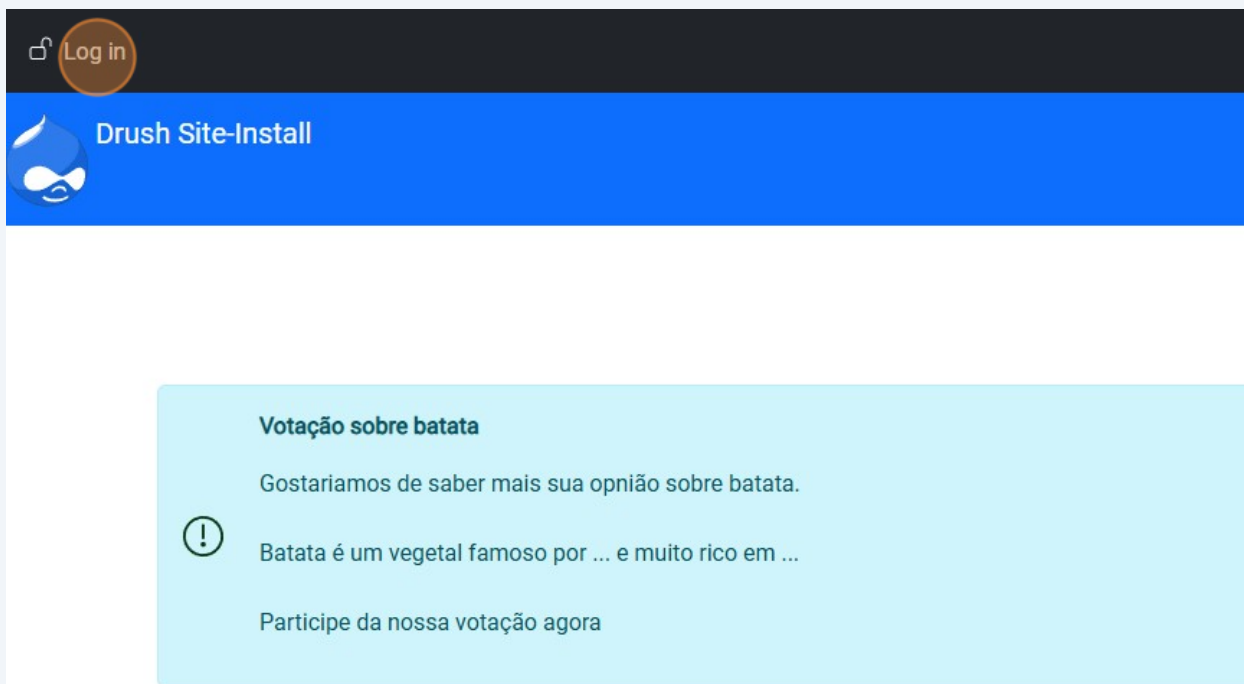 Log in
Drush Site-Install
Votação sobre batata
Gostariamos de saber mais sua opnião sobre batata.
Batata é um vegetal famoso por ... e muito rico em ...
Participe da nossa votação agora